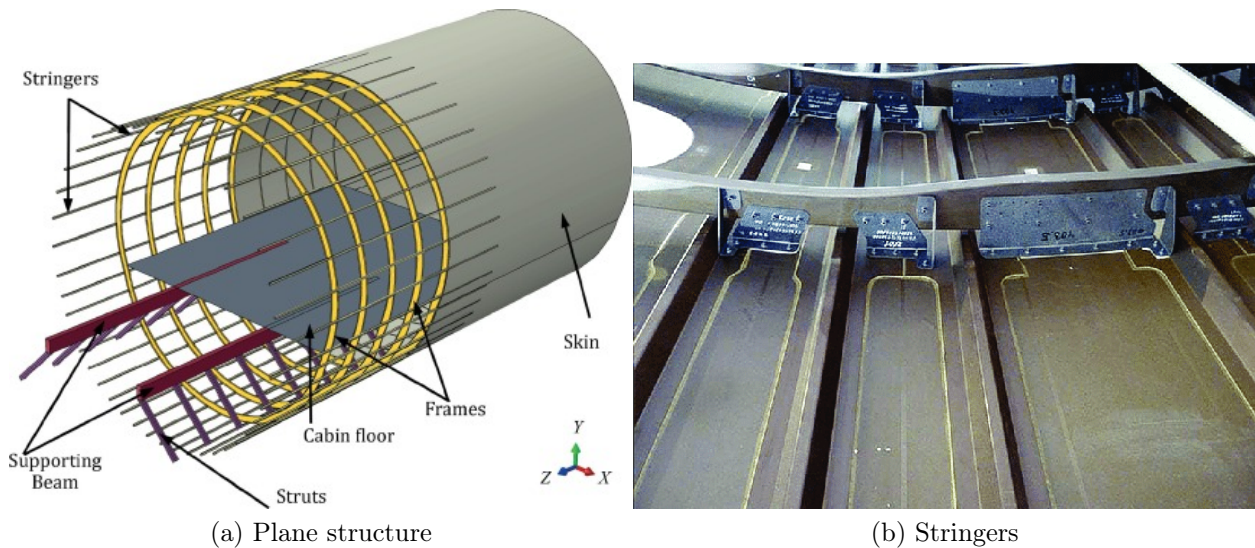 Stringers
Skin
Frames
Cabin floor
Supporting
Beam
Struts
Y
Z
X
(a) Plane structure
(b) Stringers